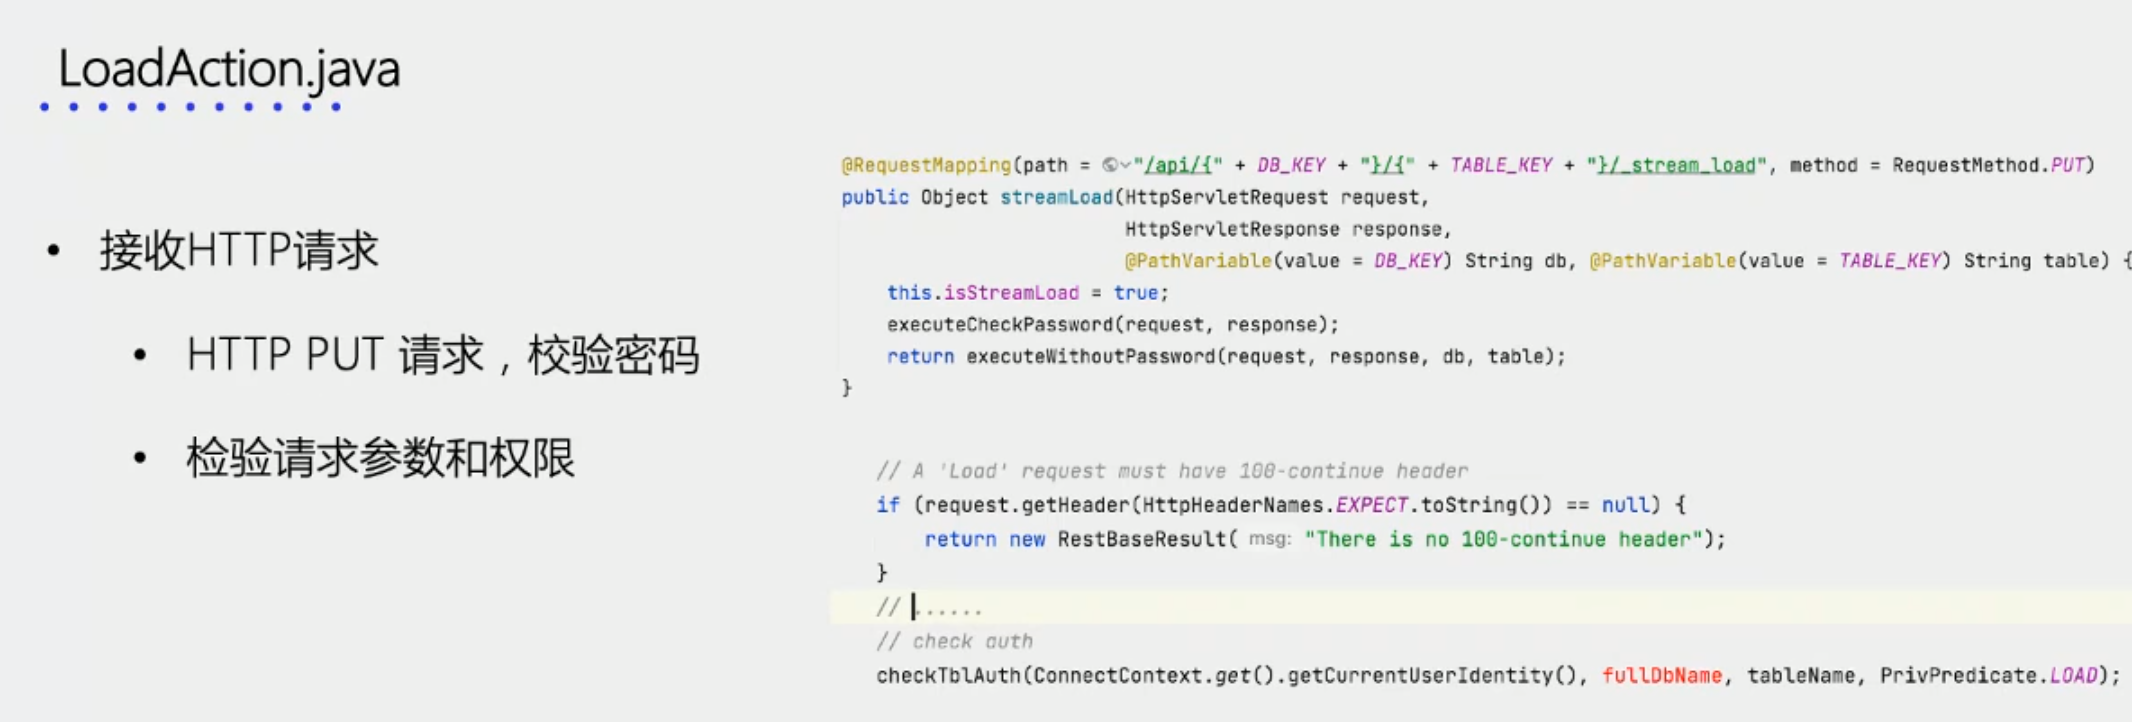 LoadAction.java
• 接收HTTP请求
• HTTP PUT 请求，校验密码
• 检验请求参数和权限
@RequestMapping(path = "/api/{" + DB_KEY + "}/{" + TABLE_KEY + "}/_stream_load", method = RequestMethod.PUT)
public Object streamLoad(HttpServletRequest request,
HttpServletResponse response,
@PathVariable(value = DB_KEY) String db, @PathVariable(value = TABLE_KEY) String table) {
this.isStreamLoad = true;
executeCheckPassword(request, response);
return executeWithoutPassword(request, response, db, table);
}
// A 'Load' request must have 100-continue header
if (request.getHeader(HttpHeaderNames.EXPECT.toString()) == null) {
return new RestBaseResult( msg: "There is no 100-continue header");
}
// ......
// check auth
checkTblAuth(ConnectContext.get().getCurrentUserIdentity(), fullDbName, tableName, PrivPredicate.LOAD);